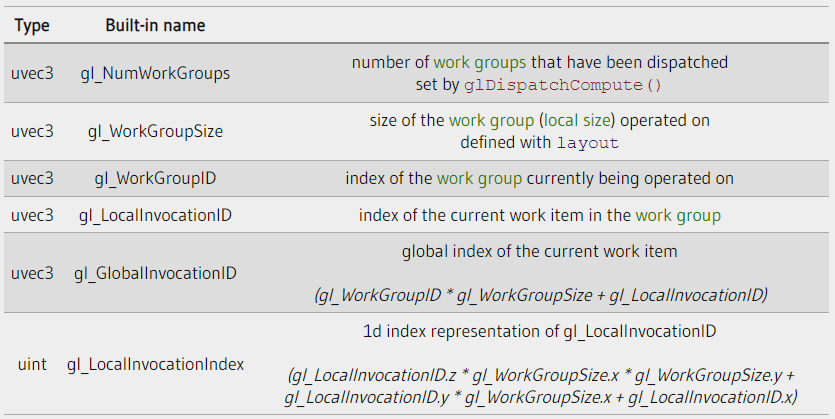 Type Built-in name
uvec3 gl_NumWorkGroups number of work groups that have been dispatched
set by glDispatchCompute()
uvec3 gl_WorkGroupSize size of the work group (local size) operated on
defined with layout
uvec3 gl_WorkGroupID index of the work group currently being operated on
uvec3 gl_LocalInvocationID index of the current work item in the work group
uvec3 gl_GlobalInvocationID global index of the current work item
(gl_WorkGroupID * gl_WorkGroupSize + gl_LocalInvocationID)
uint gl_LocalInvocationIndex 1d index representation of gl_LocalInvocationID
(gl_LocalInvocationID.z * gl_WorkGroupSize.x * gl_WorkGroupSize.y +
gl_LocalInvocationID.y * gl_WorkGroupSize.x + gl_LocalInvocationID.x)